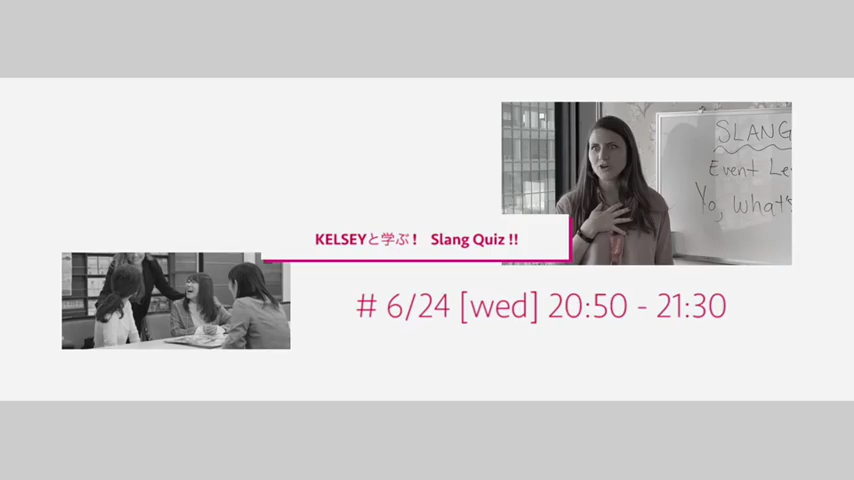 SLANG
Event Le
Yo, What's
KELSEYと学ぶ！ Slang Quiz !!
# 6/24 [wed] 20:50 - 21:30